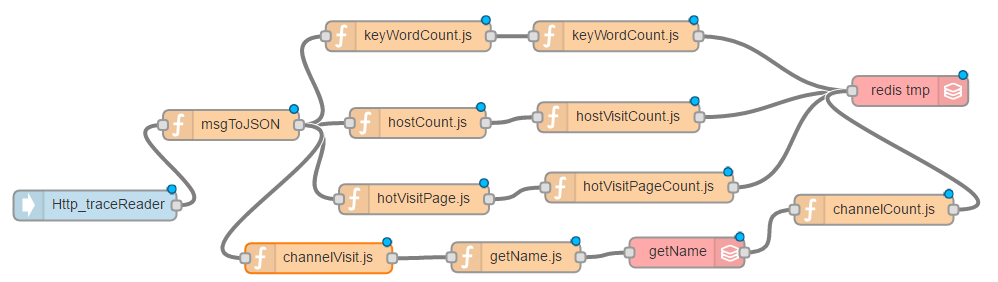 keyWordCount.js
keyWordCount.js
redis tmp
msgToJSON
hostCount.js
hostVisitCount.js
Http_traceReader
hotVisitPage.js
hotVisitPageCount.js
channelCount.js
channelVisit.js
getName.js
getName